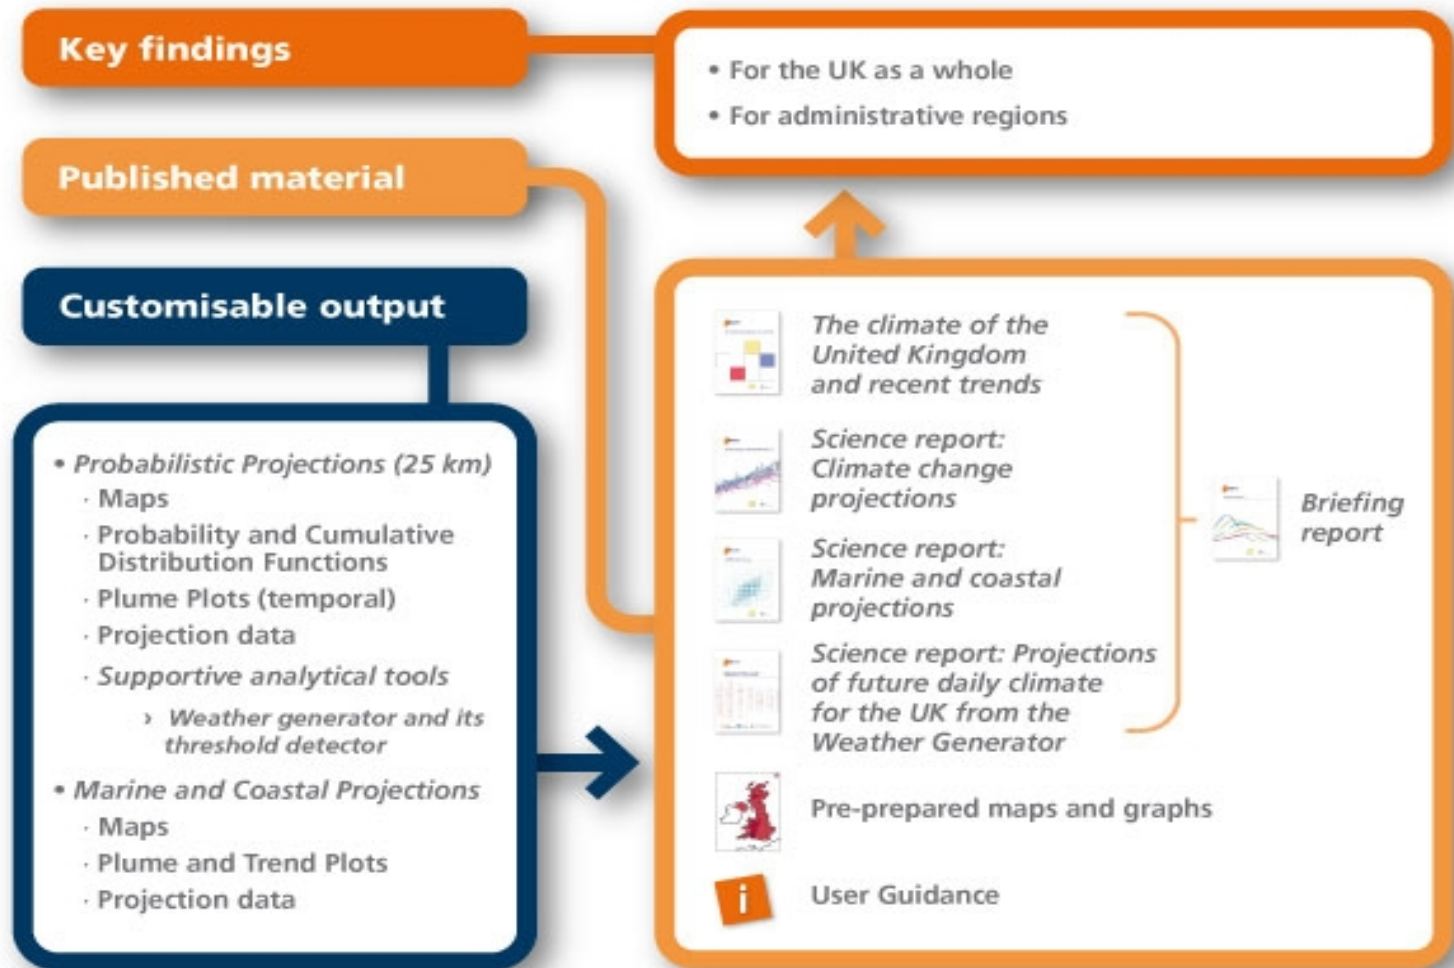 Key findings
• For the UK as a whole
• For administrative regions
Published material
Customisable output
• Probabilistic Projections (25 km)
· Maps
· Probability and Cumulative
Distribution Functions
· Plume Plots (temporal)
· Projection data
· Supportive analytical tools
› Weather generator and its
threshold detector
• Marine and Coastal Projections
· Maps
· Plume and Trend Plots
· Projection data
The climate of the
United Kingdom
and recent trends
Science report:
Climate change
projections
Science report:
Marine and coastal
projections
Science report: Projections
of future daily climate
for the UK from the
Weather Generator
Briefing
report
Pre-prepared maps and graphs
i
User Guidance